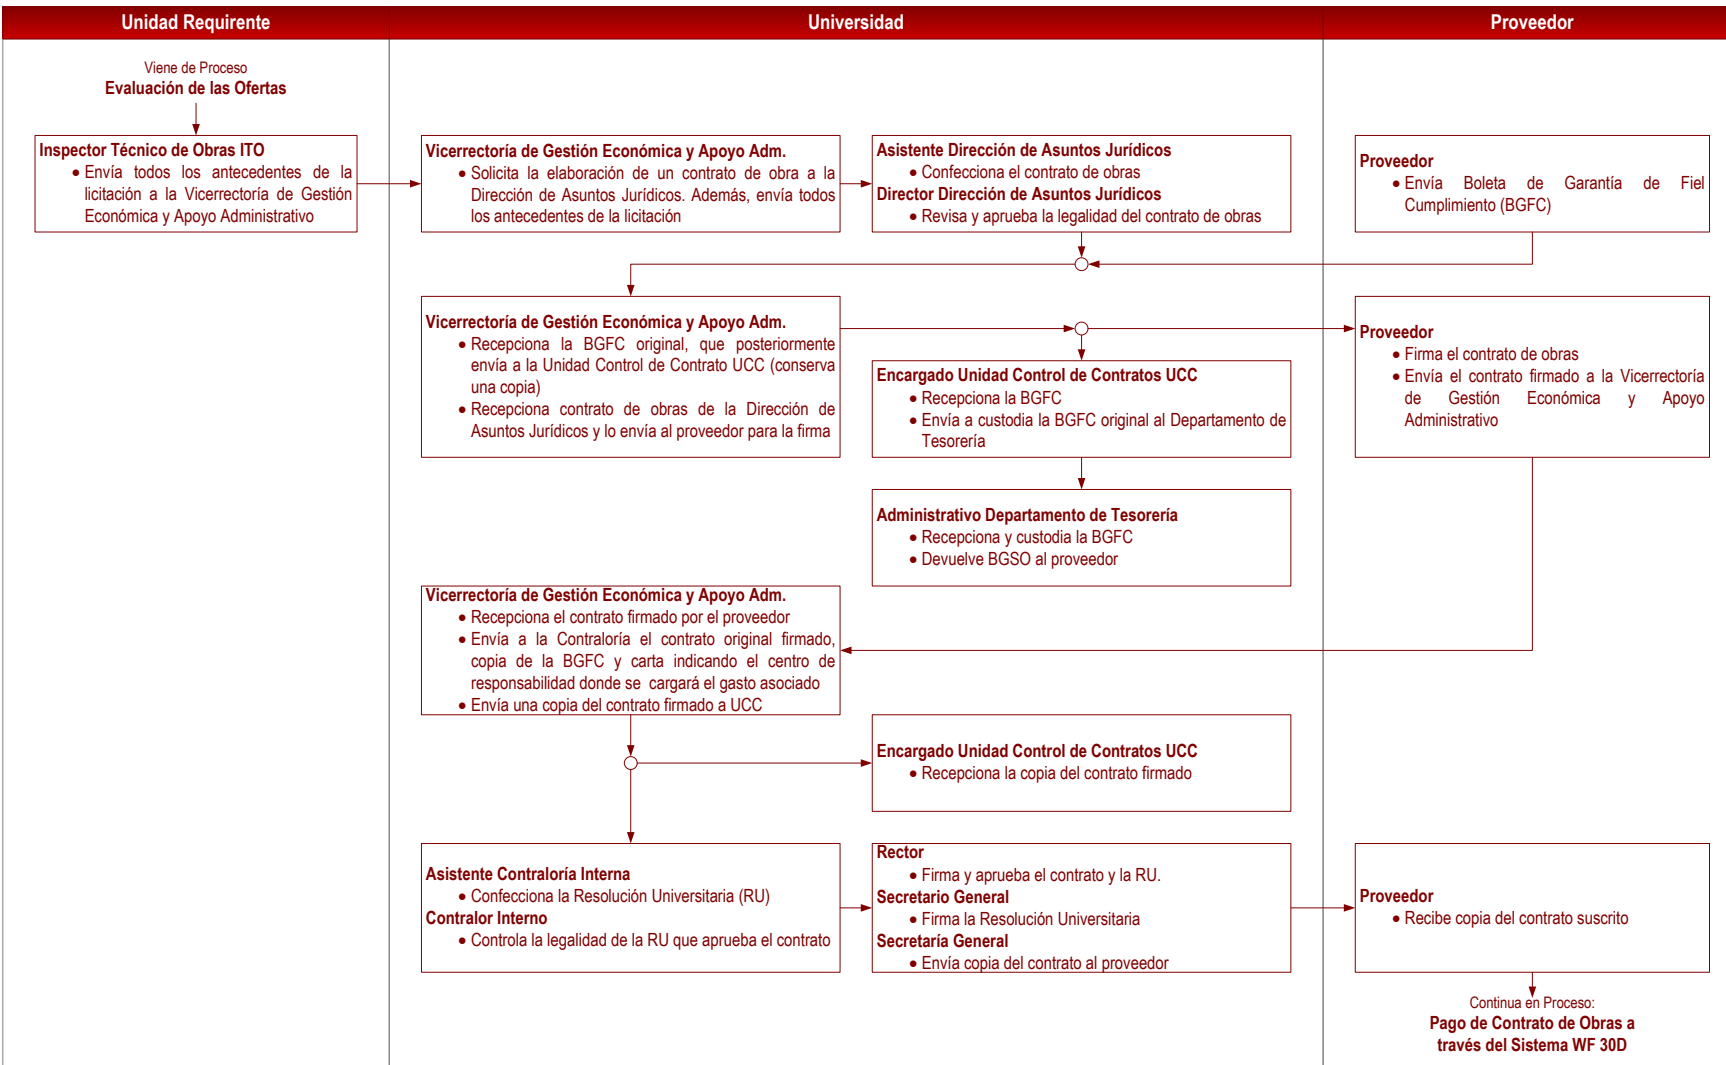 Unidad Requirente
Universidad
Proveedor
Viene de Proceso
Evaluación de las Ofertas
Inspector Técnico de Obras ITO
• Envía todos los antecedentes de la
licitación a la Vicerrectoría de Gestión
Económica y Apoyo Administrativo
Vicerrectoría de Gestión Económica y Apoyo Adm.
• Solicita la elaboración de un contrato de obra a la
Dirección de Asuntos Jurídicos. Además, envía todos
los antecedentes de la licitación
Asistente Dirección de Asuntos Jurídicos
• Confecciona el contrato de obras
Director Dirección de Asuntos Jurídicos
• Revisa y aprueba la legalidad del contrato de obras
Proveedor
• Envía Boleta de Garantía de Fiel
Cumplimiento (BGFC)
Vicerrectoría de Gestión Económica y Apoyo Adm.
• Recepciona la BGFC original, que posteriormente
envía a la Unidad Control de Contrato UCC (conserva
una copia)
• Recepciona contrato de obras de la Dirección de
Asuntos Jurídicos y lo envía al proveedor para la firma
Encargado Unidad Control de Contratos UCC
• Recepciona la BGFC
• Envía a custodia la BGFC original al Departamento de
Tesorería
Proveedor
• Firma el contrato de obras
• Envía el contrato firmado a la Vicerrectoría
de Gestión Económica y Apoyo
Administrativo
Administrativo Departamento de Tesorería
• Recepciona y custodia la BGFC
• Devuelve BGSO al proveedor
Vicerrectoría de Gestión Económica y Apoyo Adm.
• Recepciona el contrato firmado por el proveedor
• Envía a la Contraloría el contrato original firmado,
copia de la BGFC y carta indicando el centro de
responsabilidad donde se cargará el gasto asociado
• Envía una copia del contrato firmado a UCC
Encargado Unidad Control de Contratos UCC
• Recepciona la copia del contrato firmado
Asistente Contraloría Interna
• Confecciona la Resolución Universitaria (RU)
Contralor Interno
• Controla la legalidad de la RU que aprueba el contrato
Rector
• Firma y aprueba el contrato y la RU.
Secretario General
• Firma la Resolución Universitaria
Secretaría General
• Envía copia del contrato al proveedor
Proveedor
• Recibe copia del contrato suscrito
Continua en Proceso:
Pago de Contrato de Obras a
través del Sistema WF 30D